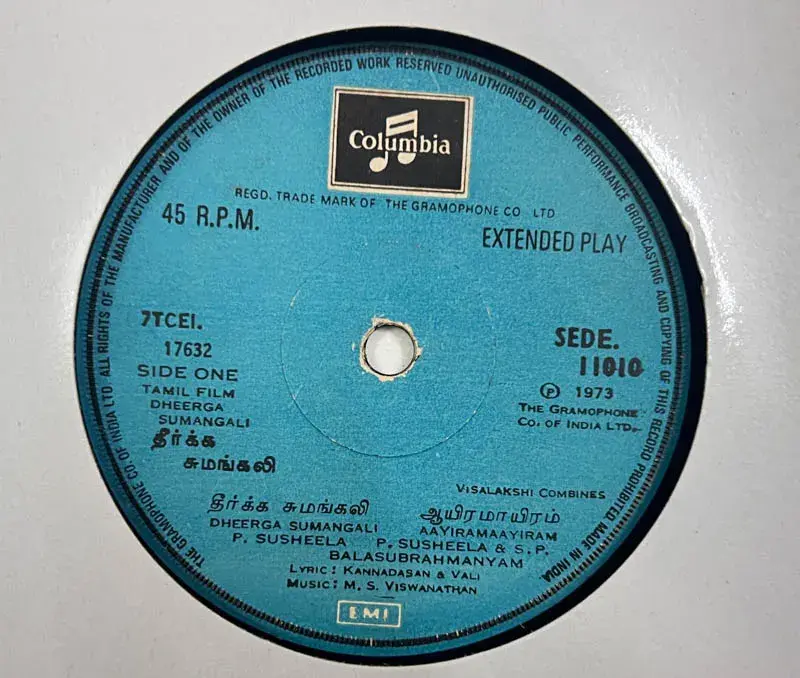 THE GRAMOPHONE CO OF INDIA LTD. ALL RIGHTS OF THE MANUFACTURER AND OF THE OWNER OF THE RECORDED WORK RESERVED UNAUTHORISED PUBLIC PERFORMANCE BROADCASTING AND COPYING OF THIS RECORD PROHIBITED MADE IN INDIA
Columbia
REGD. TRADE MARK OF THE GRAMOPHONE CO LTD
45 R.P.M.
EXTENDED PLAY
7TCEI.
17632
SIDE ONE
TAMIL FILM
DHEERGA
SUMANGALI
தீர்க்க
சுமங்கலி
SEDE.
11010
Ⓟ 1973
THE GRAMOPHONE
CO. OF INDIA LTD.
VISALAKSHI COMBINES
தீர்க்க சுமங்கலி ஆயிரமாயிரம்
DHEERGA SUMANGALI AAYIRAMAAYIRAM
P. SUSHEELA P. SUSHEELA & S. P.
BALASUBRAHMANYAM
LYRIC: KANNADASAN & VALI
MUSIC: M. S. VISWANATHAN
EMI